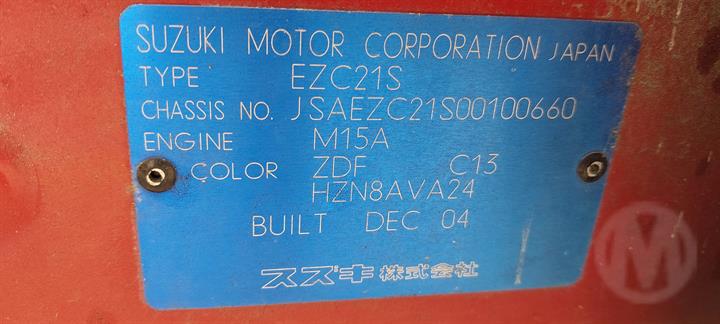 SUZUKI MOTOR CORPORATION JAPAN
TYPE EZC21S
CHASSIS NO. JSAEZC21S00100660
ENGINE M15A
COLOR ZDF C13
HZN8AVA24
BUILT DEC 04
スズキ株式会社
M